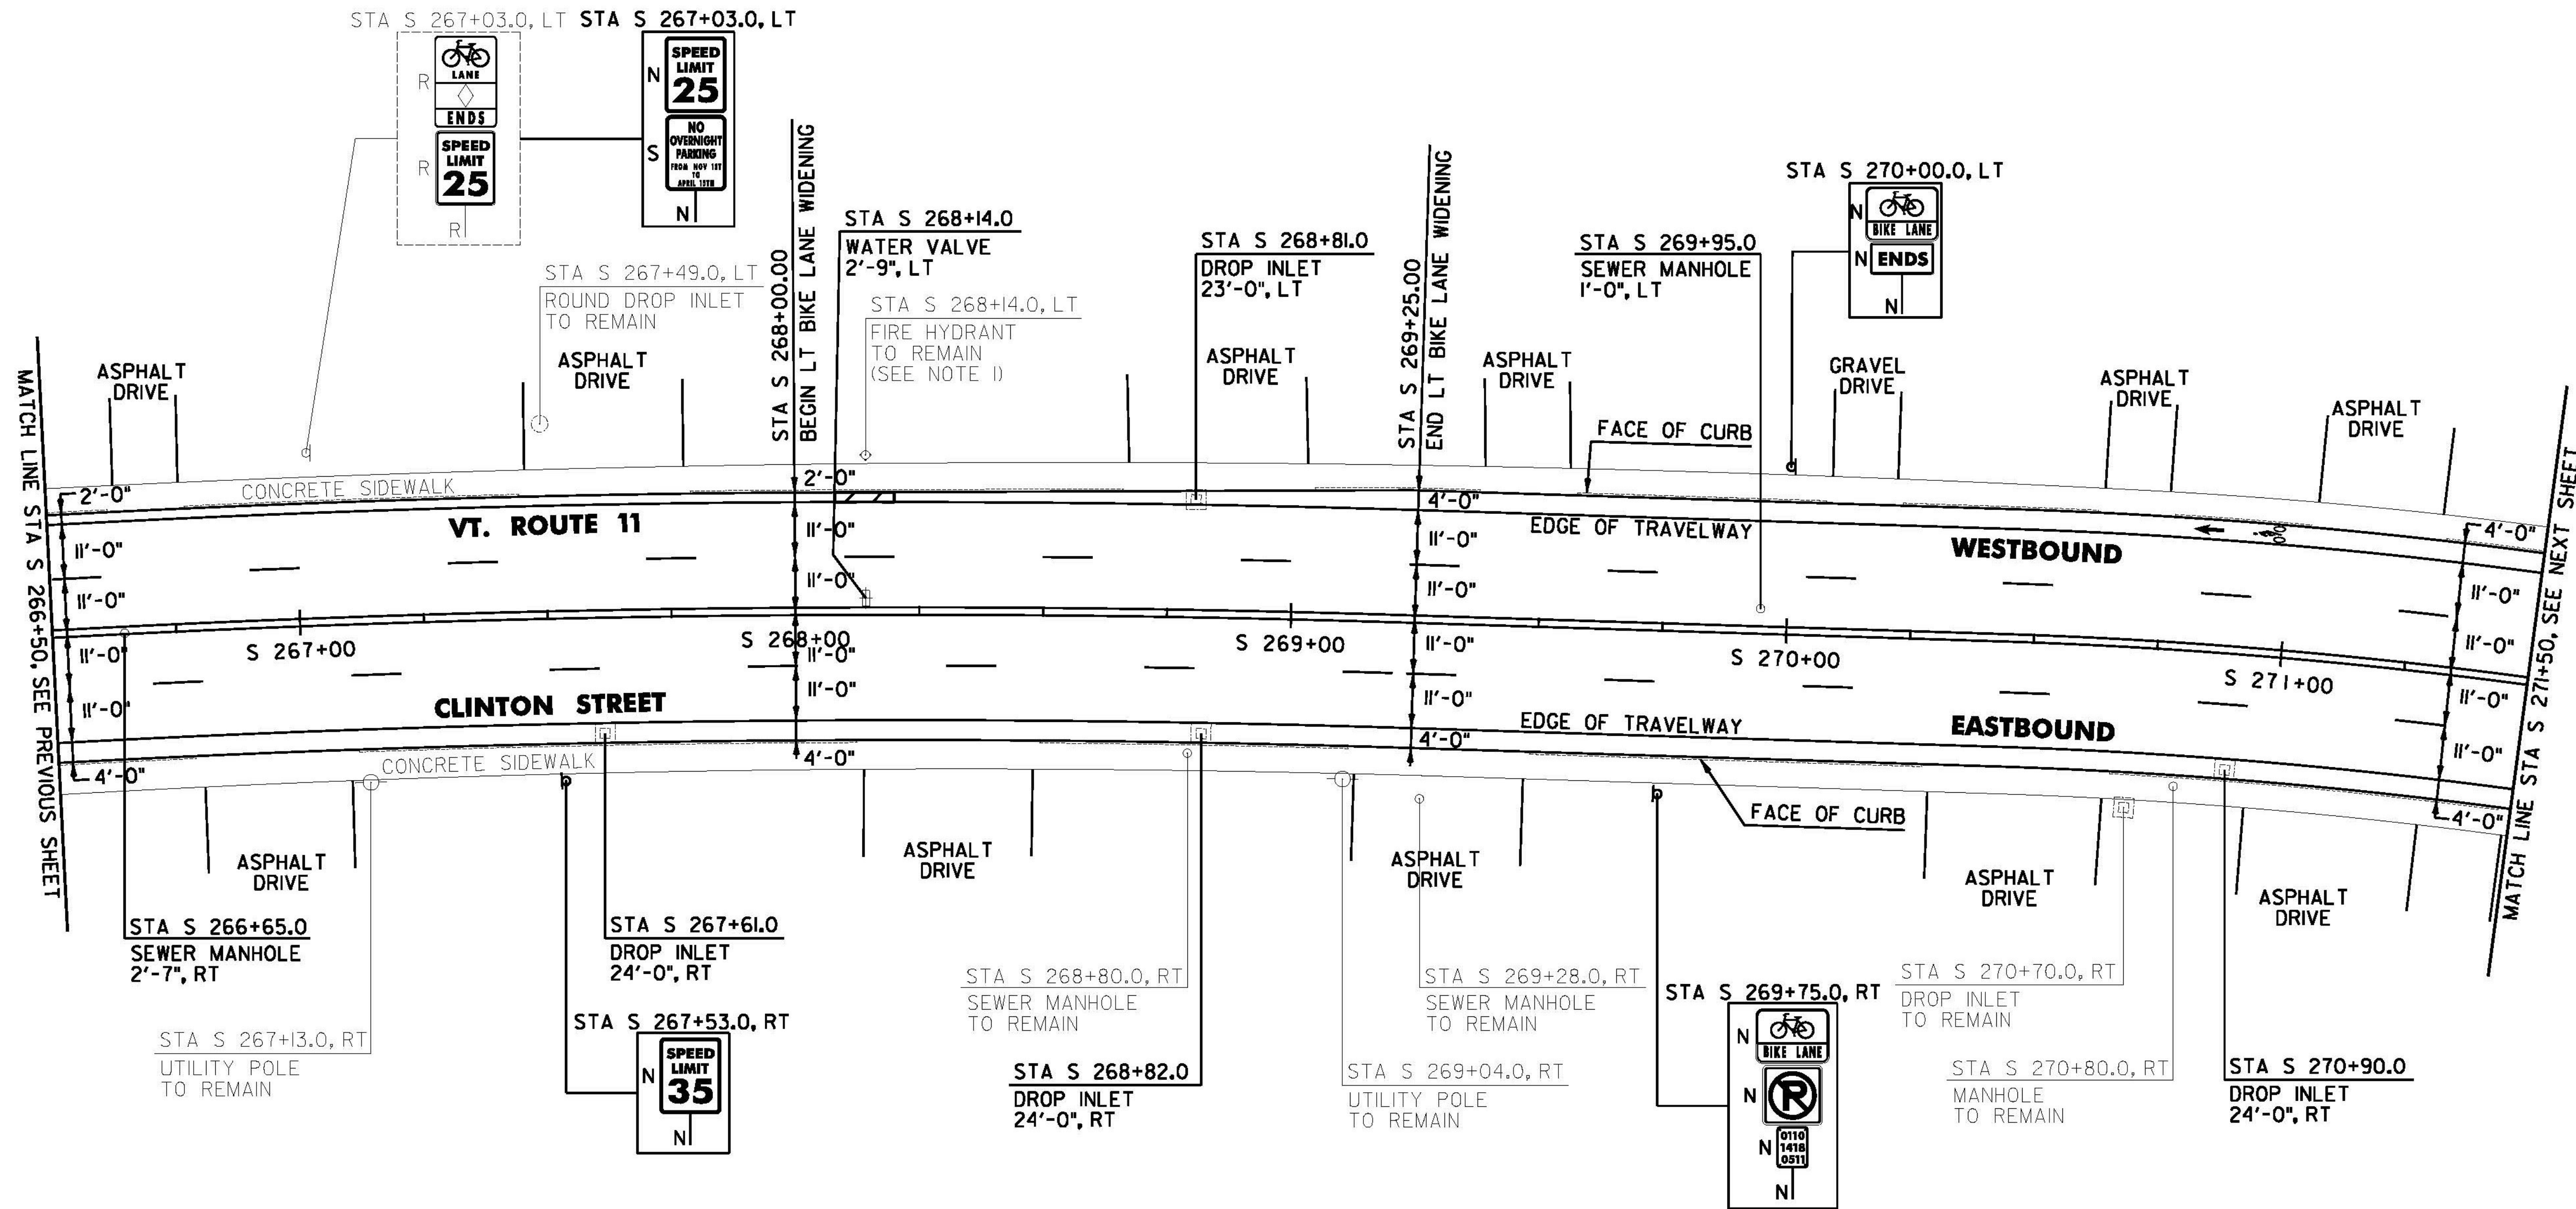 STA S 267+03.0, LT
R
LANE
ENDS
R
SPEED
LIMIT
25
R
STA S 267+03.0, LT
N
SPEED
LIMIT
25
S
NO
OVERNIGHT
PARKING
FROM NOV 1ST
TO
APRIL 15TH
N
STA S 267+49.0, LT
ROUND DROP INLET
TO REMAIN
STA S 268+00.00
BEGIN LT BIKE LANE WIDENING
STA S 268+14.0
WATER VALVE
2'-9", LT
STA S 268+14.0, LT
FIRE HYDRANT
TO REMAIN
(SEE NOTE 1)
STA S 268+81.0
DROP INLET
23'-0", LT
STA S 269+25.00
END LT BIKE LANE WIDENING
STA S 269+95.0
SEWER MANHOLE
1'-0", LT
STA S 270+00.0, LT
N
BIKE LANE
N
ENDS
N
ASPHALT
DRIVE
ASPHALT
DRIVE
ASPHALT
DRIVE
ASPHALT
DRIVE
GRAVEL
DRIVE
ASPHALT
DRIVE
ASPHALT
DRIVE
FACE OF CURB
MATCH LINE STA S 266+50, SEE PREVIOUS SHEET
2'-0"
11'-0"
11'-0"
11'-0"
11'-0"
4'-0"
CONCRETE SIDEWALK
VT. ROUTE 11
2'-0"
11'-0"
11'-0"
11'-0"
11'-0"
4'-0"
4'-0"
11'-0"
11'-0"
11'-0"
11'-0"
4'-0"
EDGE OF TRAVELWAY
WESTBOUND
4'-0"
11'-0"
11'-0"
11'-0"
11'-0"
4'-0"
MATCH LINE STA S 271+50, SEE NEXT SHEET
S 267+00
S 268+00
S 269+00
S 270+00
S 271+00
CLINTON STREET
EDGE OF TRAVELWAY
EASTBOUND
CONCRETE SIDEWALK
FACE OF CURB
ASPHALT
DRIVE
ASPHALT
DRIVE
ASPHALT
DRIVE
ASPHALT
DRIVE
ASPHALT
DRIVE
STA S 266+65.0
SEWER MANHOLE
2'-7", RT
STA S 267+13.0, RT
UTILITY POLE
TO REMAIN
STA S 267+61.0
DROP INLET
24'-0", RT
STA S 267+53.0, RT
N
SPEED
LIMIT
35
N
STA S 268+80.0, RT
SEWER MANHOLE
TO REMAIN
STA S 268+82.0
DROP INLET
24'-0", RT
STA S 269+28.0, RT
SEWER MANHOLE
TO REMAIN
STA S 269+04.0, RT
UTILITY POLE
TO REMAIN
STA S 269+75.0, RT
N
BIKE LANE
N
P
N
0110
1418
0511
N
STA S 270+70.0, RT
DROP INLET
TO REMAIN
STA S 270+80.0, RT
MANHOLE
TO REMAIN
STA S 270+90.0
DROP INLET
24'-0", RT